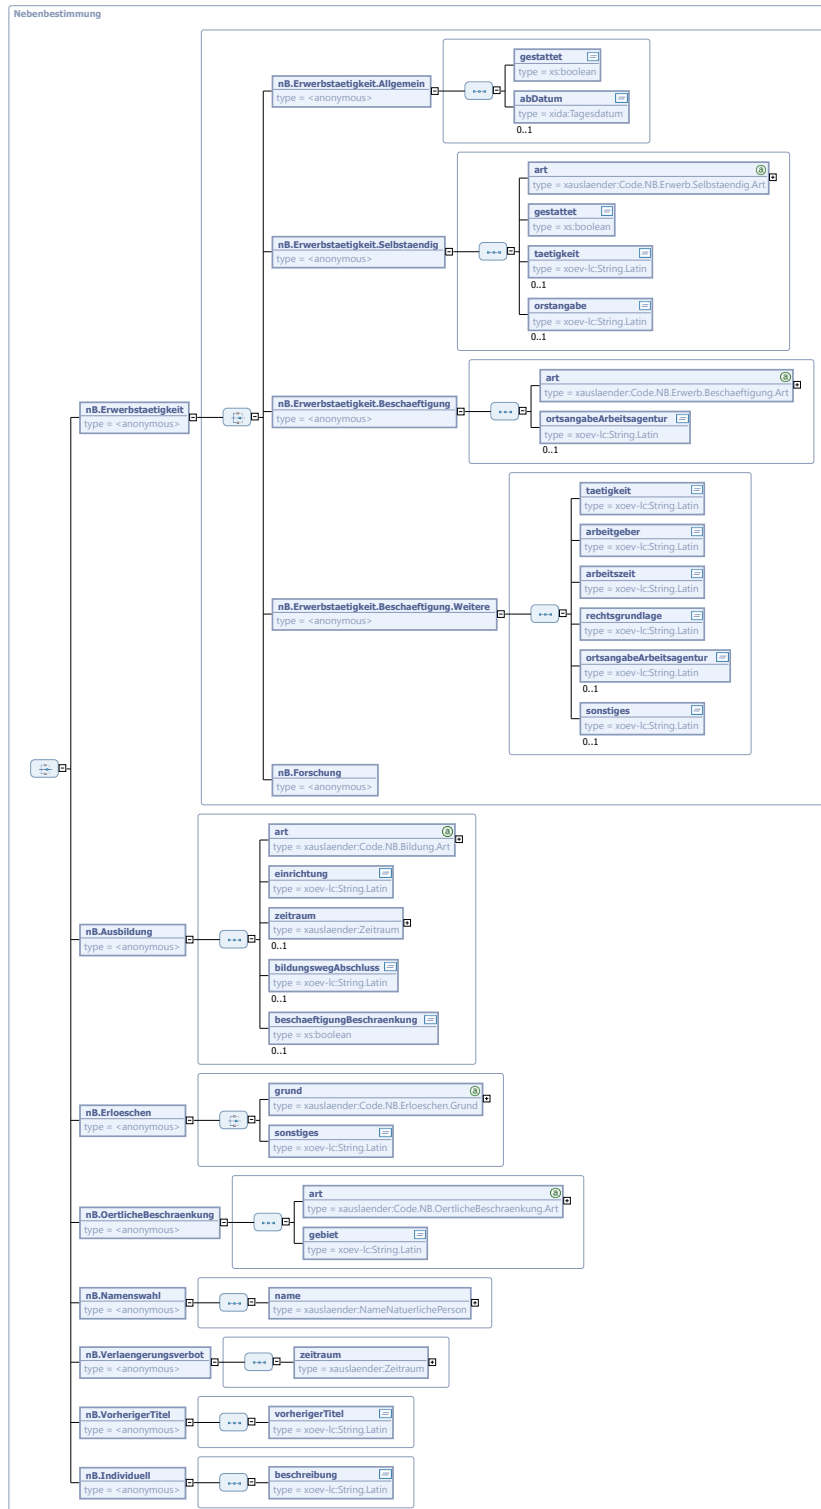 Nebenbestimmung
nB.Erwerbstaetigkeit
type = <anonymous>
nB.Erwerbstaetigkeit.Allgemein
type = <anonymous>
gestattet
type = xs:boolean
abDatum
type = xida:Tagesdatum
0..1
nB.Erwerbstaetigkeit.Selbstaendig
type = <anonymous>
art
type = xauslaender:Code.NB.Erwerb.Selbstaendig.Art
gestattet
type = xs:boolean
taetigkeit
type = xoev-lc:String.Latin
0..1
orstangabe
type = xoev-lc:String.Latin
0..1
nB.Erwerbstaetigkeit.Beschaeftigung
type = <anonymous>
art
type = xauslaender:Code.NB.Erwerb.Beschaeftigung.Art
ortsangabeArbeitsagentur
type = xoev-lc:String.Latin
0..1
nB.Erwerbstaetigkeit.Beschaeftigung.Weitere
type = <anonymous>
taetigkeit
type = xoev-lc:String.Latin
arbeitgeber
type = xoev-lc:String.Latin
arbeitszeit
type = xoev-lc:String.Latin
rechtsgrundlage
type = xoev-lc:String.Latin
ortsangabeArbeitsagentur
type = xoev-lc:String.Latin
0..1
sonstiges
type = xoev-lc:String.Latin
0..1
nB.Forschung
type = <anonymous>
nB.Ausbildung
type = <anonymous>
art
type = xauslaender:Code.NB.Bildung.Art
einrichtung
type = xoev-lc:String.Latin
zeitraum
type = xauslaender:Zeitraum
0..1
bildungswegAbschluss
type = xoev-lc:String.Latin
0..1
beschaeftigungBeschraenkung
type = xs:boolean
0..1
nB.Erloeschen
type = <anonymous>
grund
type = xauslaender:Code.NB.Erloeschen.Grund
sonstiges
type = xoev-lc:String.Latin
nB.OertlicheBeschraenkung
type = <anonymous>
art
type = xauslaender:Code.NB.OertlicheBeschraenkung.Art
gebiet
type = xoev-lc:String.Latin
nB.Namenswahl
type = <anonymous>
name
type = xauslaender:NameNatuerlichePerson
nB.Verlaengerungsverbot
type = <anonymous>
zeitraum
type = xauslaender:Zeitraum
nB.VorherigerTitel
type = <anonymous>
vorherigerTitel
type = xoev-lc:String.Latin
nB.Individuell
type = <anonymous>
beschreibung
type = xoev-lc:String.Latin